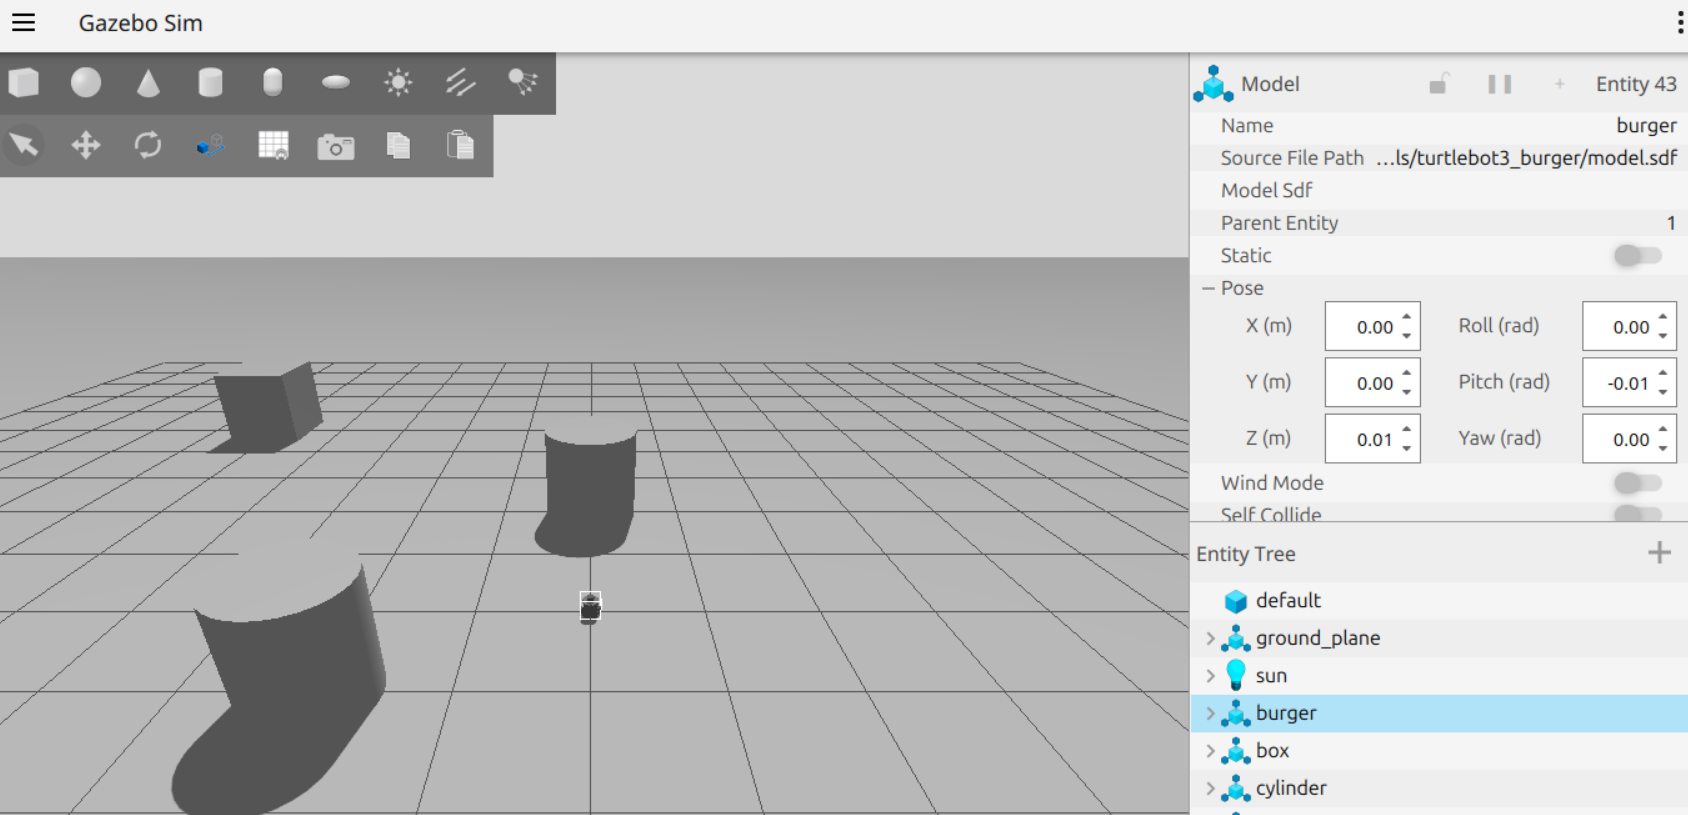 Gazebo Sim
Model Entity 43
Name burger
Source File Path ...ls/turtlebot3_burger/model.sdf
Model Sdf
Parent Entity 1
Static
Pose
X (m) 0.00 Roll (rad) 0.00
Y (m) 0.00 Pitch (rad) -0.01
Z (m) 0.01 Yaw (rad) 0.00
Wind Mode
Self Collide
Entity Tree
default
ground_plane
sun
burger
box
cylinder